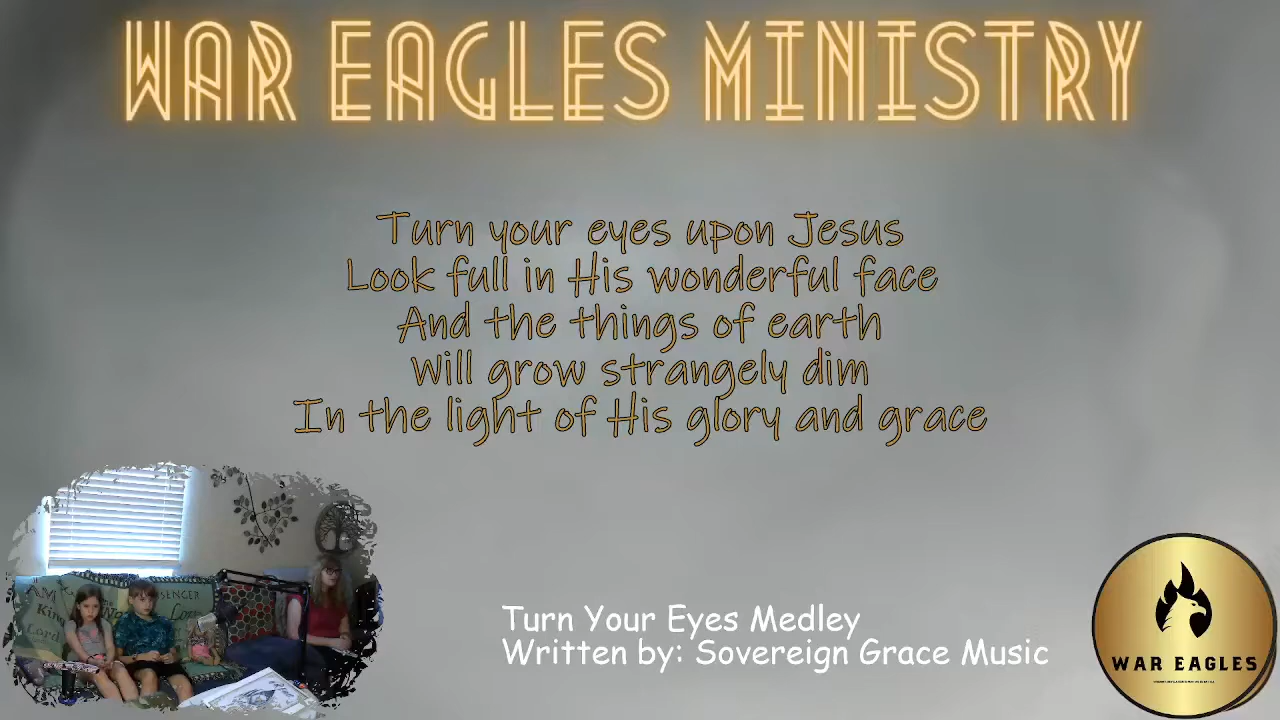 WAR EAGLES MINISTRY
Turn your eyes upon Jesus
Look full in His wonderful face
And the things of earth
Will grow strangely dim
In the light of His glory and grace
Turn Your Eyes Medley
Written by: Sovereign Grace Music
WAR EAGLES
King
Lord